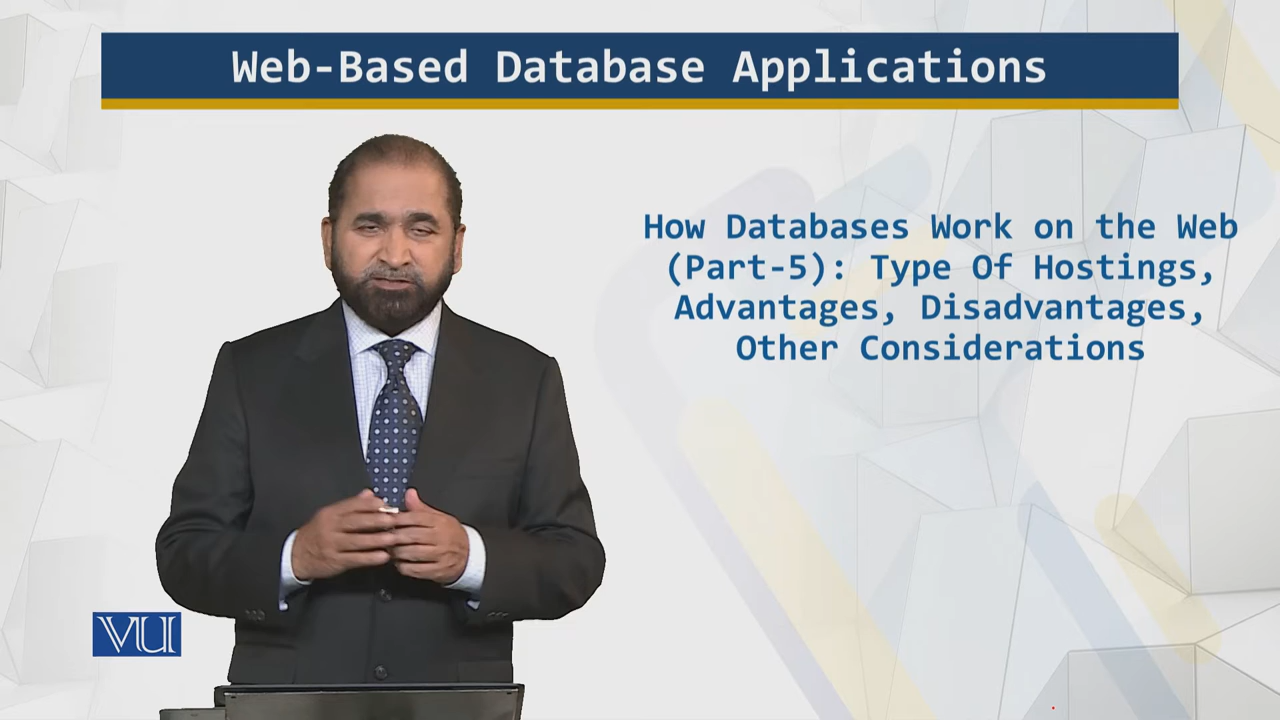 Web-Based Database Applications
How Databases Work on the Web
(Part-5): Type Of Hostings,
Advantages, Disadvantages,
Other Considerations
VU